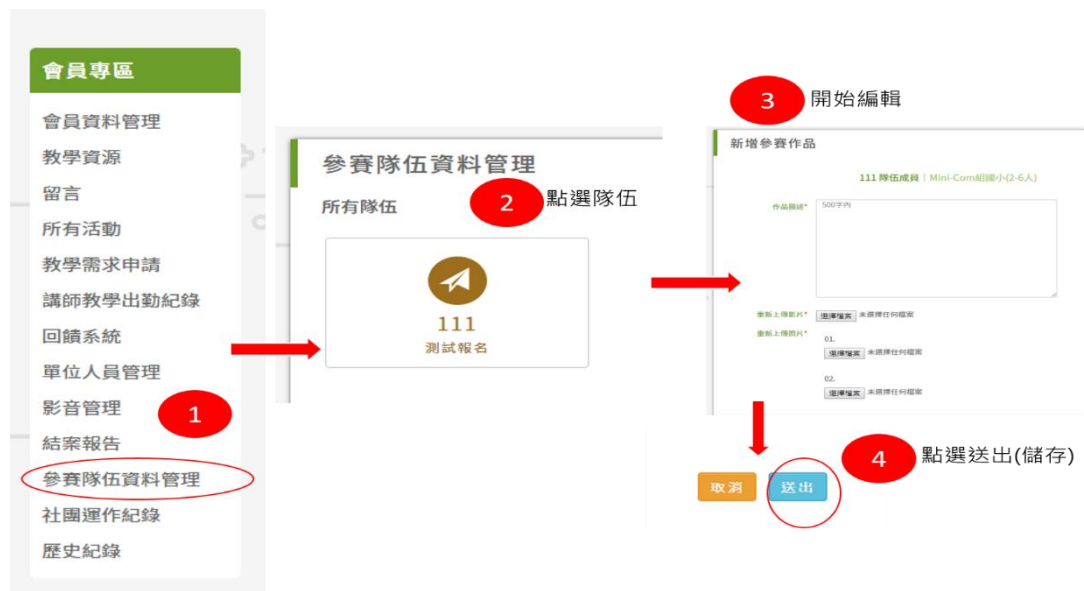 會員專區
會員資料管理
教學資源
留言
所有活動
教學需求申請
講師教學出勤紀錄
回饋系統
單位人員管理
影音管理
1
結案報告
參賽隊伍資料管理
社團運作紀錄
歷史紀錄
參賽隊伍資料管理
所有隊伍
2
點選隊伍
111
測試報名
3
開始編輯
新增參賽作品
111 隊伍成員 | Mini-Com組國小(2-6人)
作品描述*
500字內
重新上傳影片*
選擇檔案 未選擇任何檔案
重新上傳照片*
01.
選擇檔案 未選擇任何檔案
02.
選擇檔案 未選擇任何檔案
4
點選送出(儲存)
取消
送出